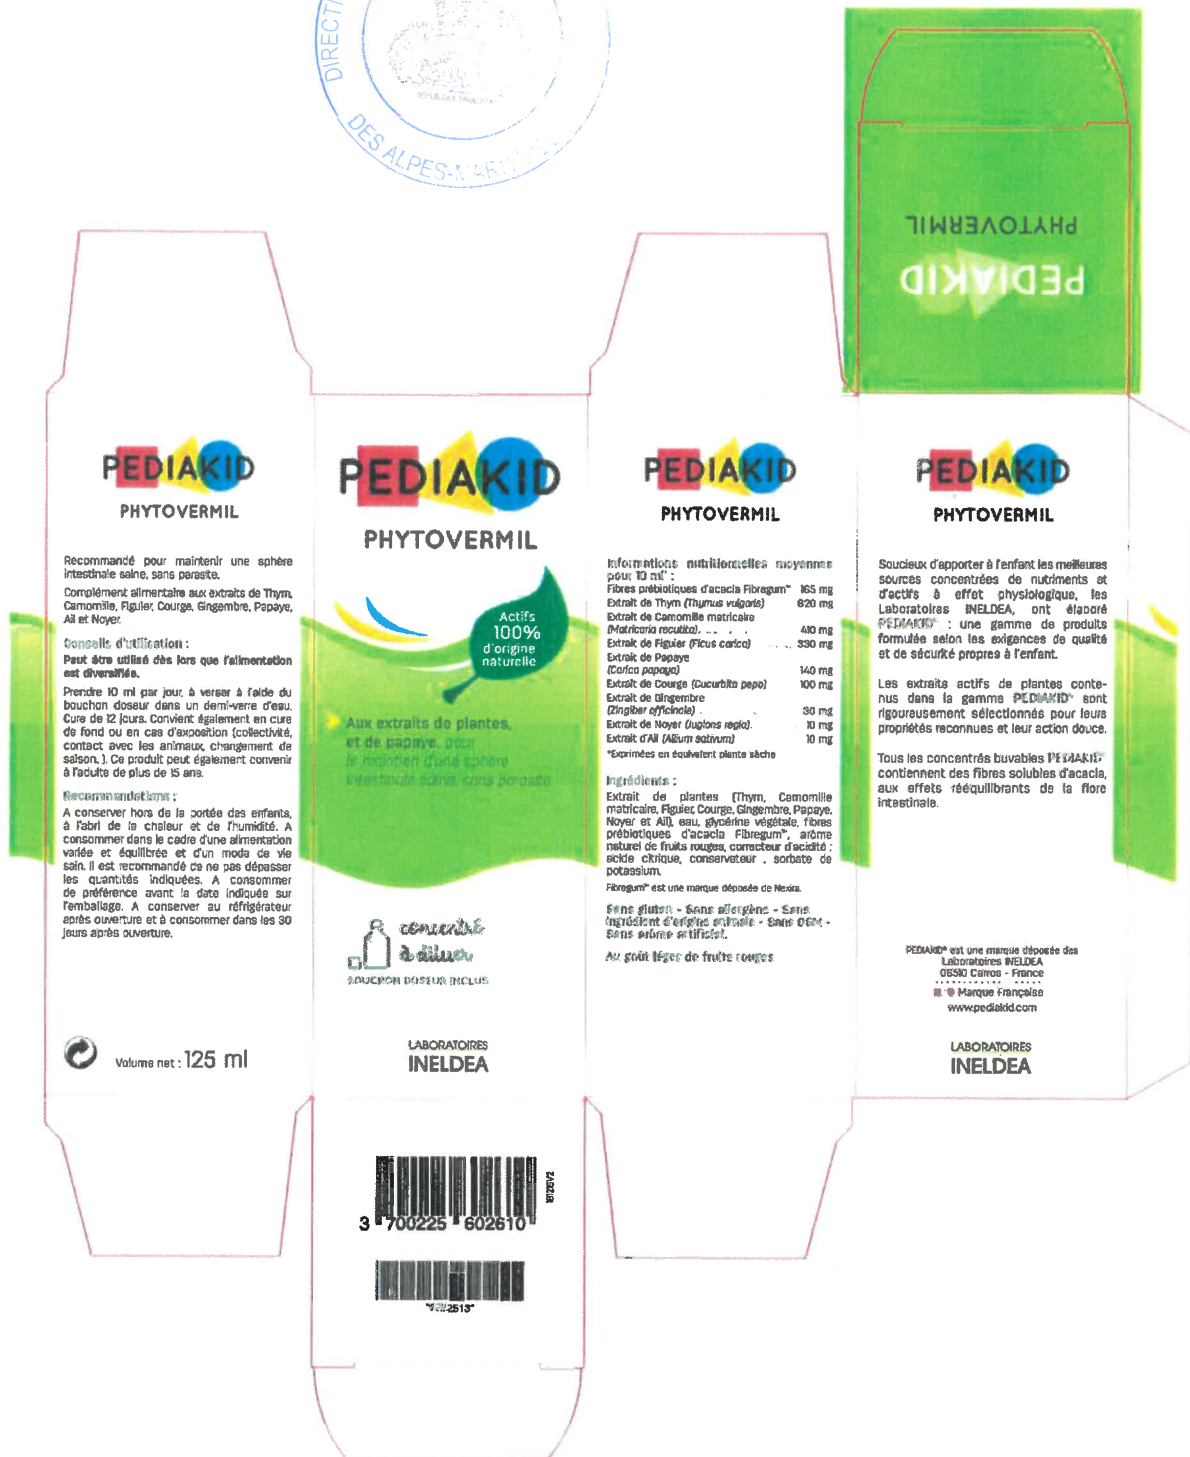 DIRECTI
RÉPUBLIQUE FRANÇAISE
DES ALPES-MARITIMES
PHYTOVERMIL
PEDIAKID
PEDIAKID
PHYTOVERMIL
Recommandé pour maintenir une sphère
intestinale saine, sans parasite.
Complément alimentaire aux extraits de Thym,
Camomille, Figuier, Courge, Gingembre, Papaye,
Ail et Noyer.
Conseils d'utilisation :
Peut être utilisé dès lors que l'alimentation
est diversifiée.
Prendre 10 ml par jour, à verser à l'aide du
bouchon doseur dans un demi-verre d'eau.
Cure de 12 jours. Convient également en cure
de fond ou en cas d'exposition (collectivité,
contact avec les animaux, changement de
saison. ). Ce produit peut également convenir
à l'adulte de plus de 15 ans.
Recommandations :
A conserver hors de la portée des enfants,
à l'abri de la chaleur et de l'humidité. A
consommer dans le cadre d'une alimentation
variée et équilibrée et d'un mode de vie
sain. Il est recommandé de ne pas dépasser
les quantités indiquées. A consommer
de préférence avant la date indiquée sur
l'emballage. A conserver au réfrigérateur
après ouverture et à consommer dans les 30
jours après ouverture.
Volume net : 125 ml
PEDIAKID
PHYTOVERMIL
Actifs
100%
d'origine
naturelle
Aux extraits de plantes,
et de papaye, pour
le maintien d'une sphère
intestinale saine, sans parasite
concentré
à diluer
BOUCHON DOSEUR INCLUS
LABORATOIRES
INELDEA
3 700225 602610
181210V2
2513*
PEDIAKID
PHYTOVERMIL
Informations nutritionnelles moyennes
pour 10 ml* :
Fibres prébiotiques d'acacia Fibregum™ 165 mg
Extrait de Thym (Thymus vulgaris) 820 mg
Extrait de Camomille matricaire
(Matricaria recutita). .. . . 410 mg
Extrait de Figuier (Ficus carica) . . .. 330 mg
Extrait de Papaye
(Carica papaya) 140 mg
Extrait de Courge (Cucurbita pepo) 100 mg
Extrait de Gingembre
(Zingiber officinale) . . 30 mg
Extrait de Noyer (Juglans regia). . 10 mg
Extrait d'Ail (Allium sativum) 10 mg
*Exprimées en équivalent plante sèche
Ingrédients :
Extrait de plantes (Thym, Camomille
matricaire, Figuier, Courge, Gingembre, Papaye,
Noyer et Ail), eau, glycérine végétale, fibres
prébiotiques d'acacia Fibregum™, arôme
naturel de fruits rouges, correcteur d'acidité :
acide citrique, conservateur . sorbate de
potassium.
Fibregum™ est une marque déposée de Nexira.
Sans gluten - Sans allergène - Sans
ingrédient d'origine animale - Sans OGM -
Sans arôme artificiel.
Au goût léger de fruits rouges
PEDIAKID
PHYTOVERMIL
Soucieux d'apporter à l'enfant les meilleures
sources concentrées de nutriments et
d'actifs à effet physiologique, les
Laboratoires INELDEA, ont élaboré
PEDIAKID® : une gamme de produits
formulée selon les exigences de qualité
et de sécurité propres à l'enfant.
Les extraits actifs de plantes conte-
nus dans la gamme PEDIAKID® sont
rigoureusement sélectionnés pour leurs
propriétés reconnues et leur action douce.
Tous les concentrés buvables PEDIAKID®
contiennent des fibres solubles d'acacia,
aux effets rééquilibrants de la flore
intestinale.
PEDIAKID® est une marque déposée des
Laboratoires INELDEA
06510 Carros - France
Marque Française
www.pediakid.com
LABORATOIRES
INELDEA